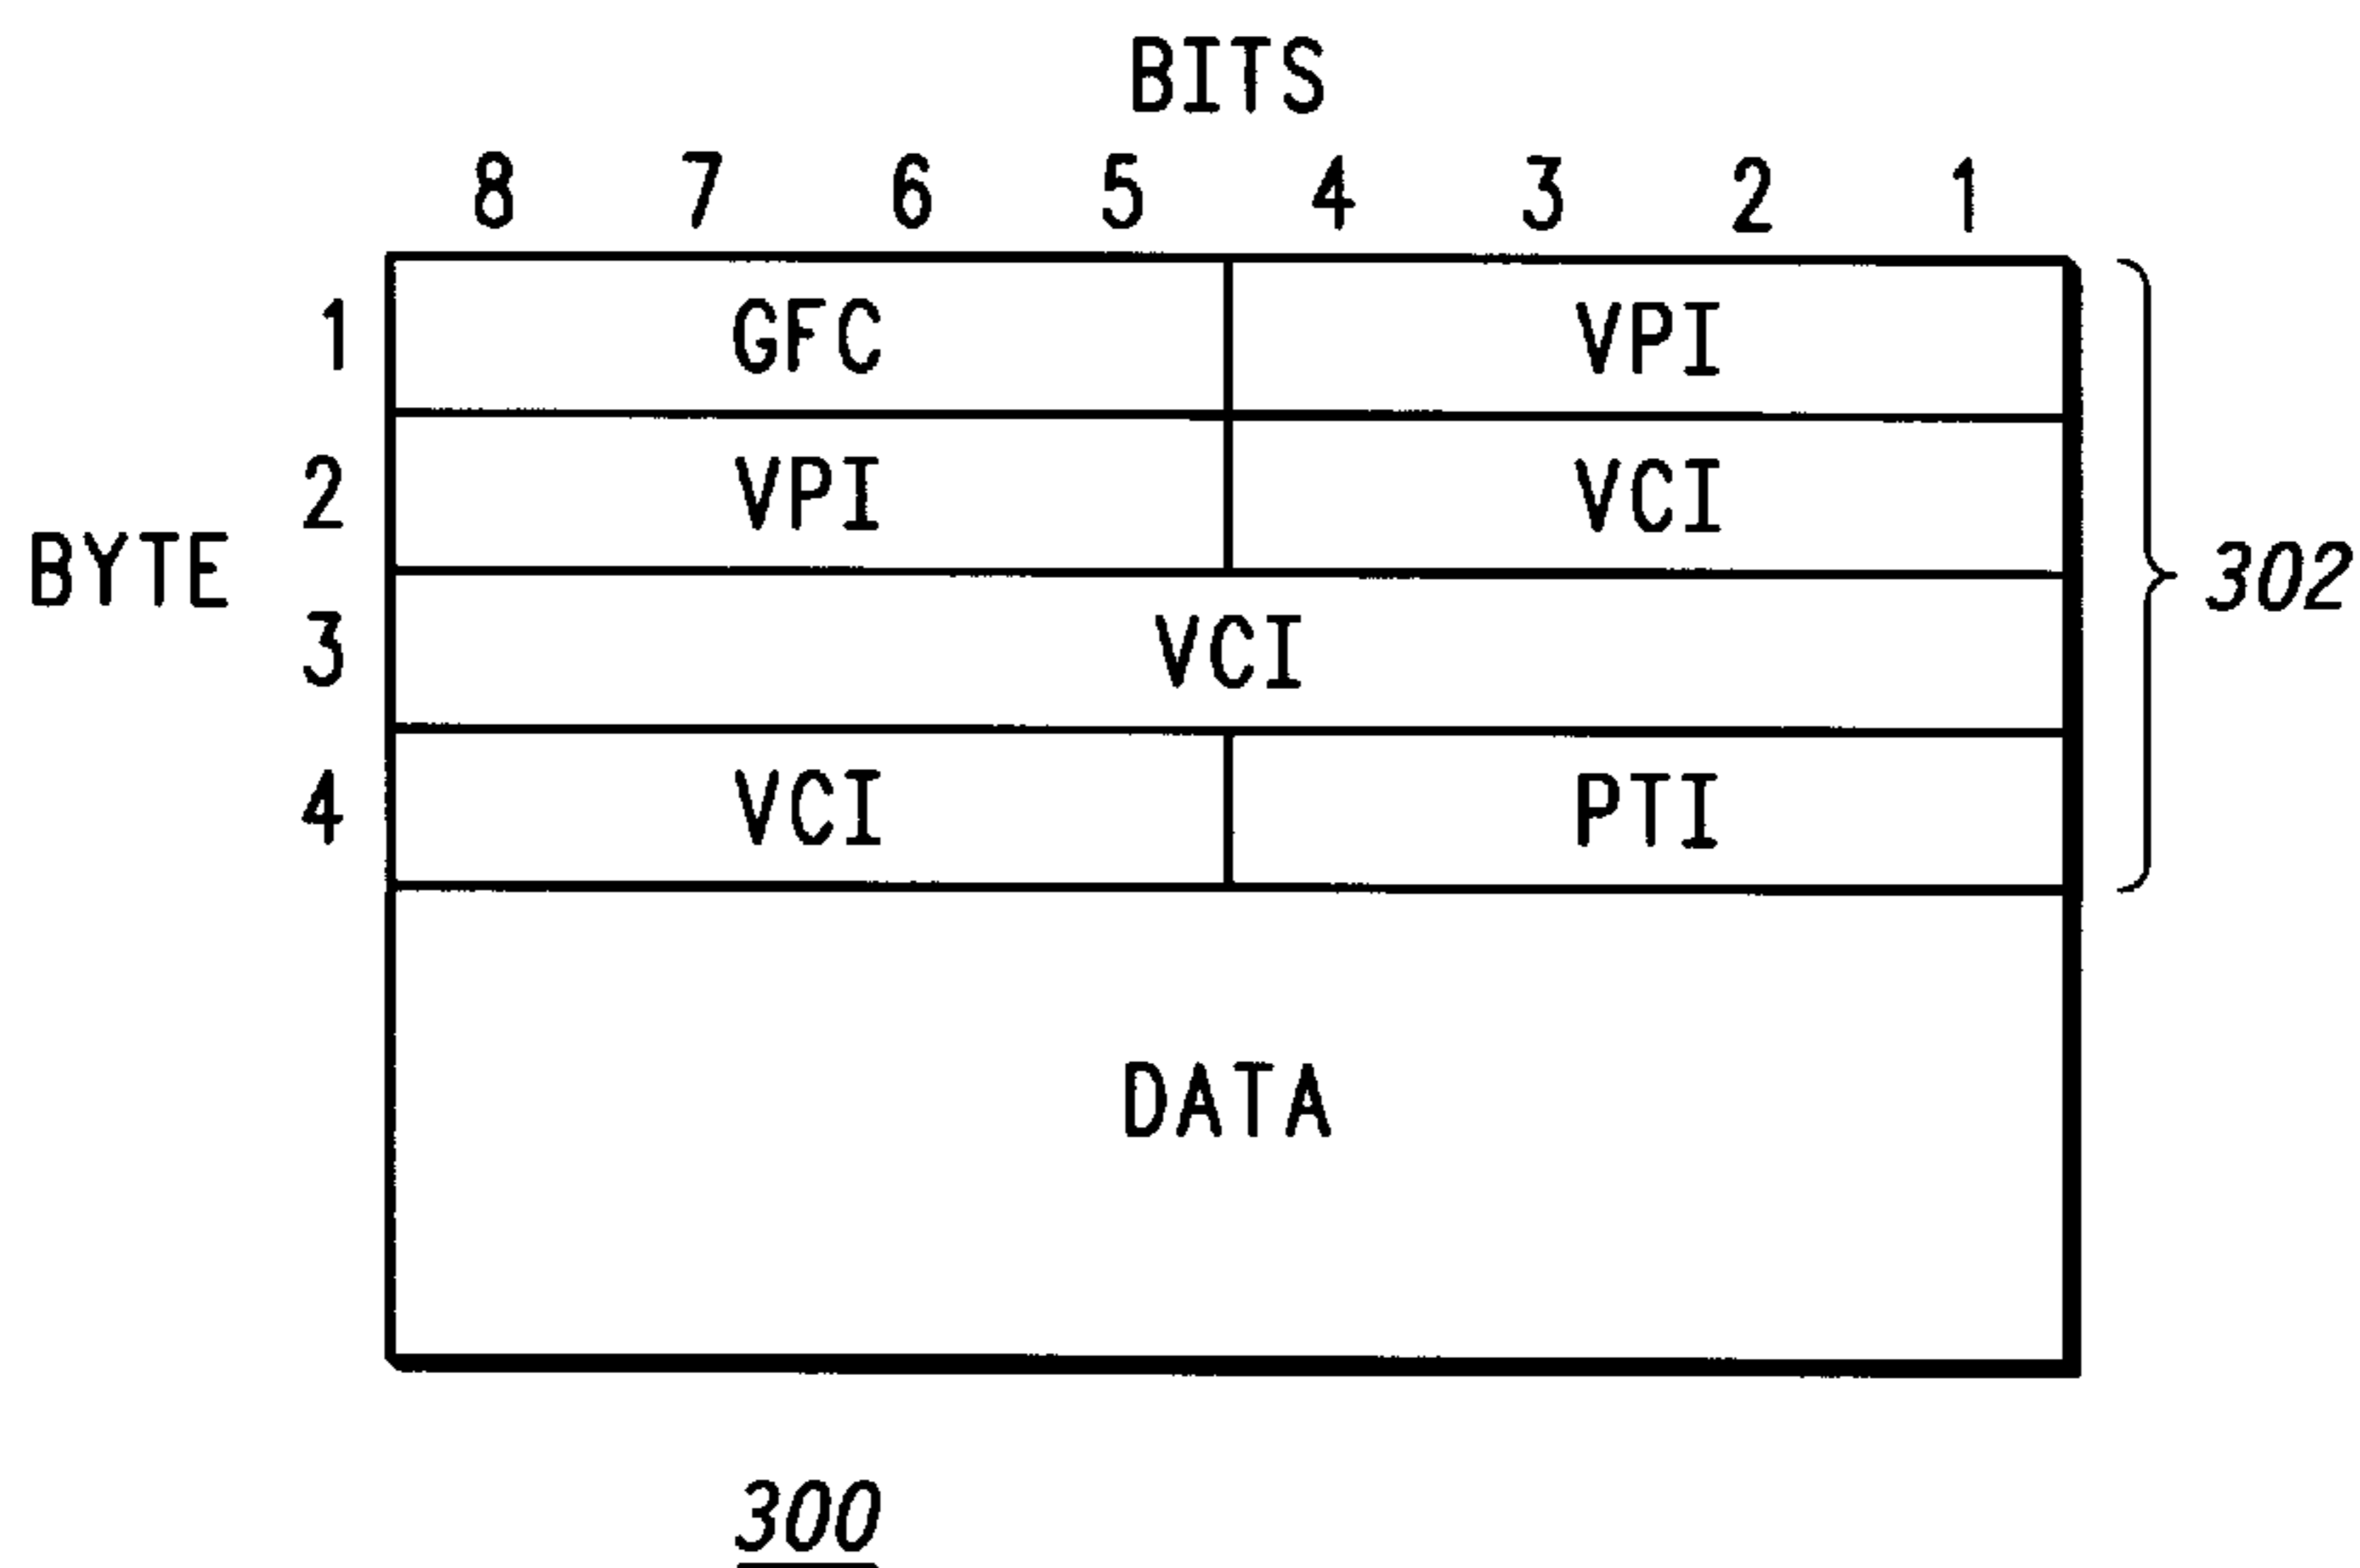 BITS
8 7 6 5 4 3 2 1
1 GFC VPI
2 VPI VCI
BYTE 302
3 VCI
4 VCI PTI
DATA
300